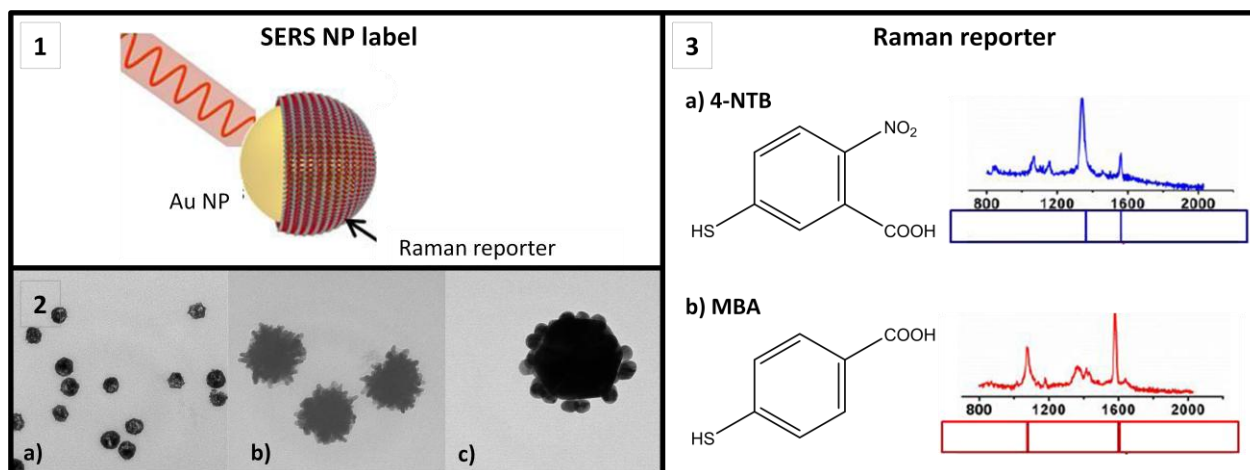 1
SERS NP label
Au NP
Raman reporter
2
a)
b)
c)
3
Raman reporter
a) 4-NTB
NO2
HS
COOH
800 1200 1600 2000
b) MBA
COOH
HS
800 1200 1600 2000